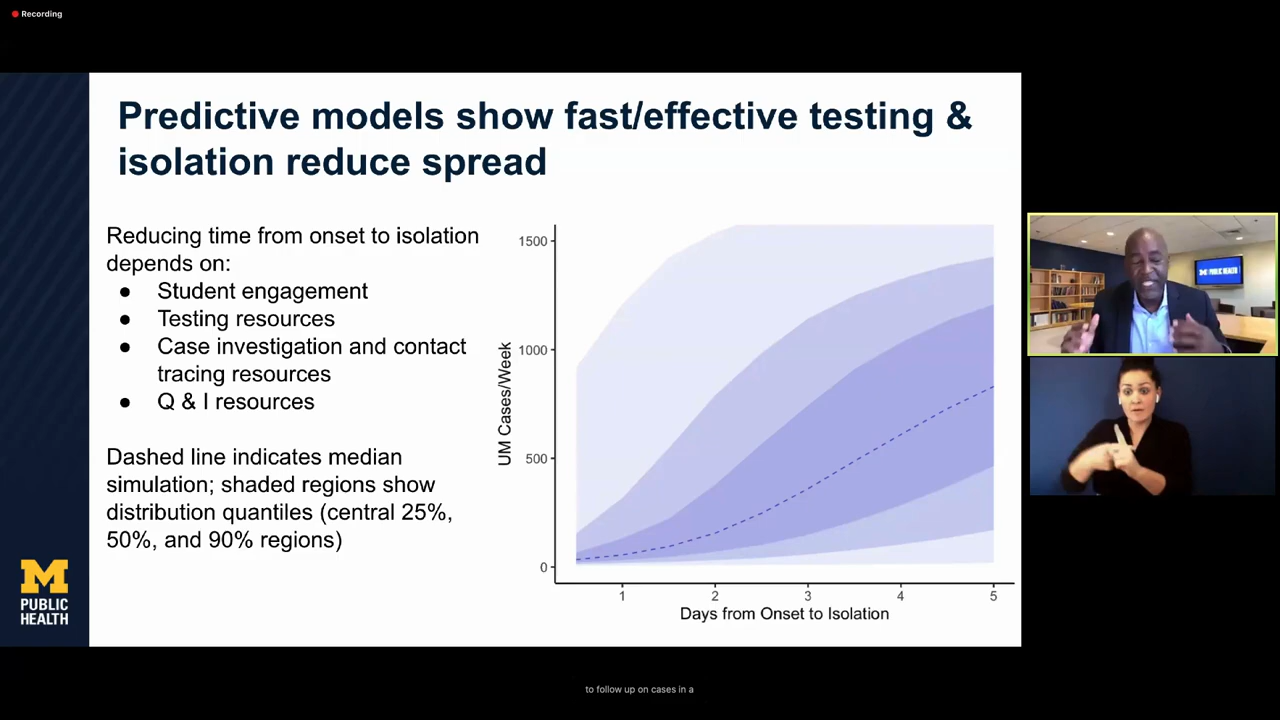 Recording
Predictive models show fast/effective testing &
isolation reduce spread
Reducing time from onset to isolation
depends on:
● Student engagement
● Testing resources
● Case investigation and contact
tracing resources
● Q & I resources
Dashed line indicates median
simulation; shaded regions show
distribution quantiles (central 25%,
50%, and 90% regions)
UM Cases/Week
1500
1000
500
0
1 2 3 4 5
Days from Onset to Isolation
M
PUBLIC
HEALTH
M PUBLIC HEALTH
to follow up on cases in a